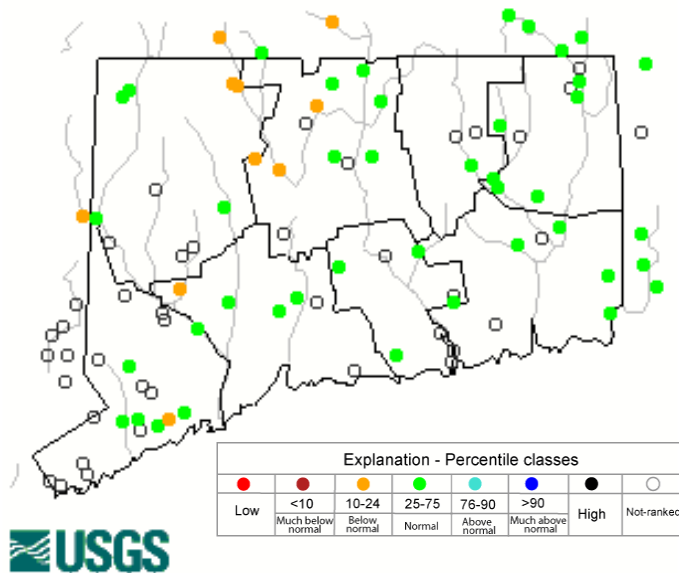 Explanation - Percentile classes
Low
<10
10-24
25-75
76-90
>90
High
Not-ranked
Much below
normal
Below
normal
Normal
Above
normal
Much above
normal
USGS